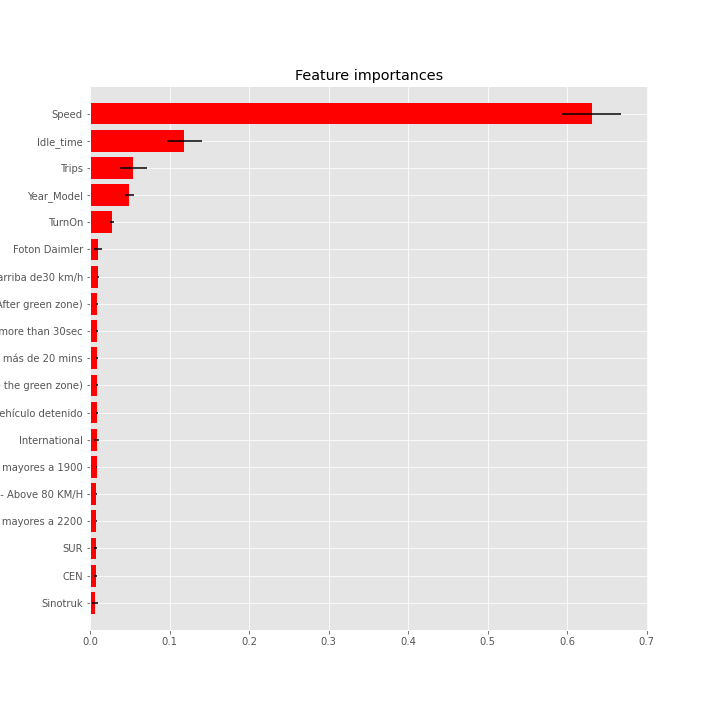 Feature importances
Speed
Idle_time
Trips
Year_Model
TurnOn
Foton Daimler
arriba de30 km/h
After green zone)
more than 30sec
más de 20 mins
the green zone)
ehículo detenido
International
mayores a 1900
- Above 80 KM/H
mayores a 2200
SUR
CEN
Sinotruk
0.0 0.1 0.2 0.3 0.4 0.5 0.6 0.7